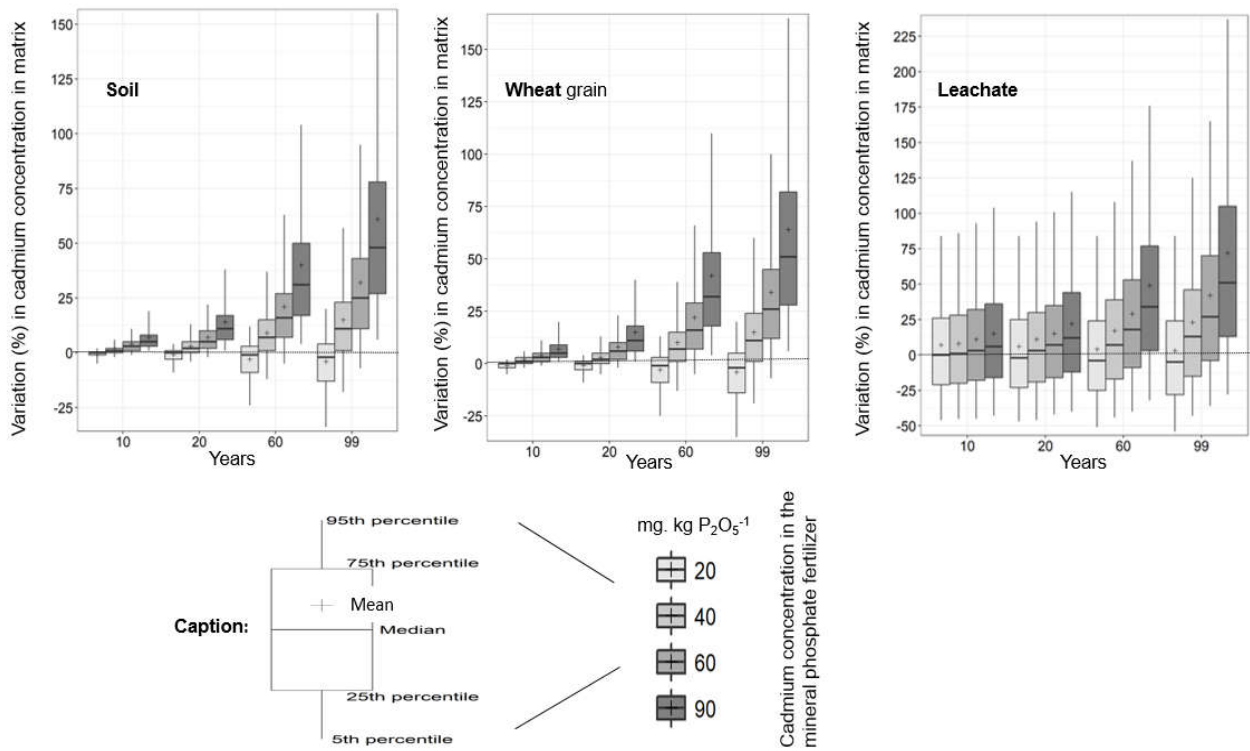 Variation (%) in cadmium concentration in matrix
150
125
100
75
50
25
0
-25
Soil
10 20 60 99
Years
Variation (%) in cadmium concentration in matrix
150
125
100
75
50
25
0
-25
Wheat grain
10 20 60 99
Years
Variation (%) in cadmium concentration in matrix
225
200
175
150
125
100
75
50
25
0
-25
-50
Leachate
10 20 60 99
Years
Caption:
95th percentile
75th percentile
Mean
Median
25th percentile
5th percentile
mg. kg P₂O₅⁻¹
20
40
60
90
Cadmium concentration in the
mineral phosphate fertilizer